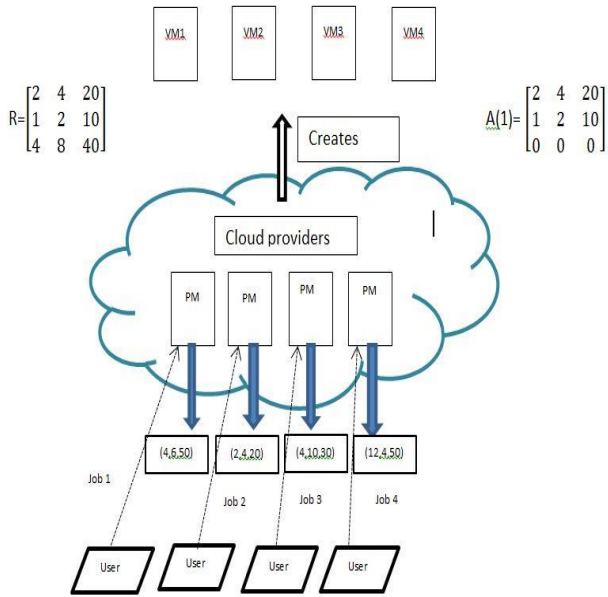 VM1
VM2
VM3
VM4
R=
2 4 20
1 2 10
4 8 40
A(1)=
2 4 20
1 2 10
0 0 0
Creates
Cloud providers
PM
PM
PM
PM
(4,6,50)
(2,4,20)
(4,10,30)
(12,4,50)
Job 1
Job 2
Job 3
Job 4
User
User
User
User